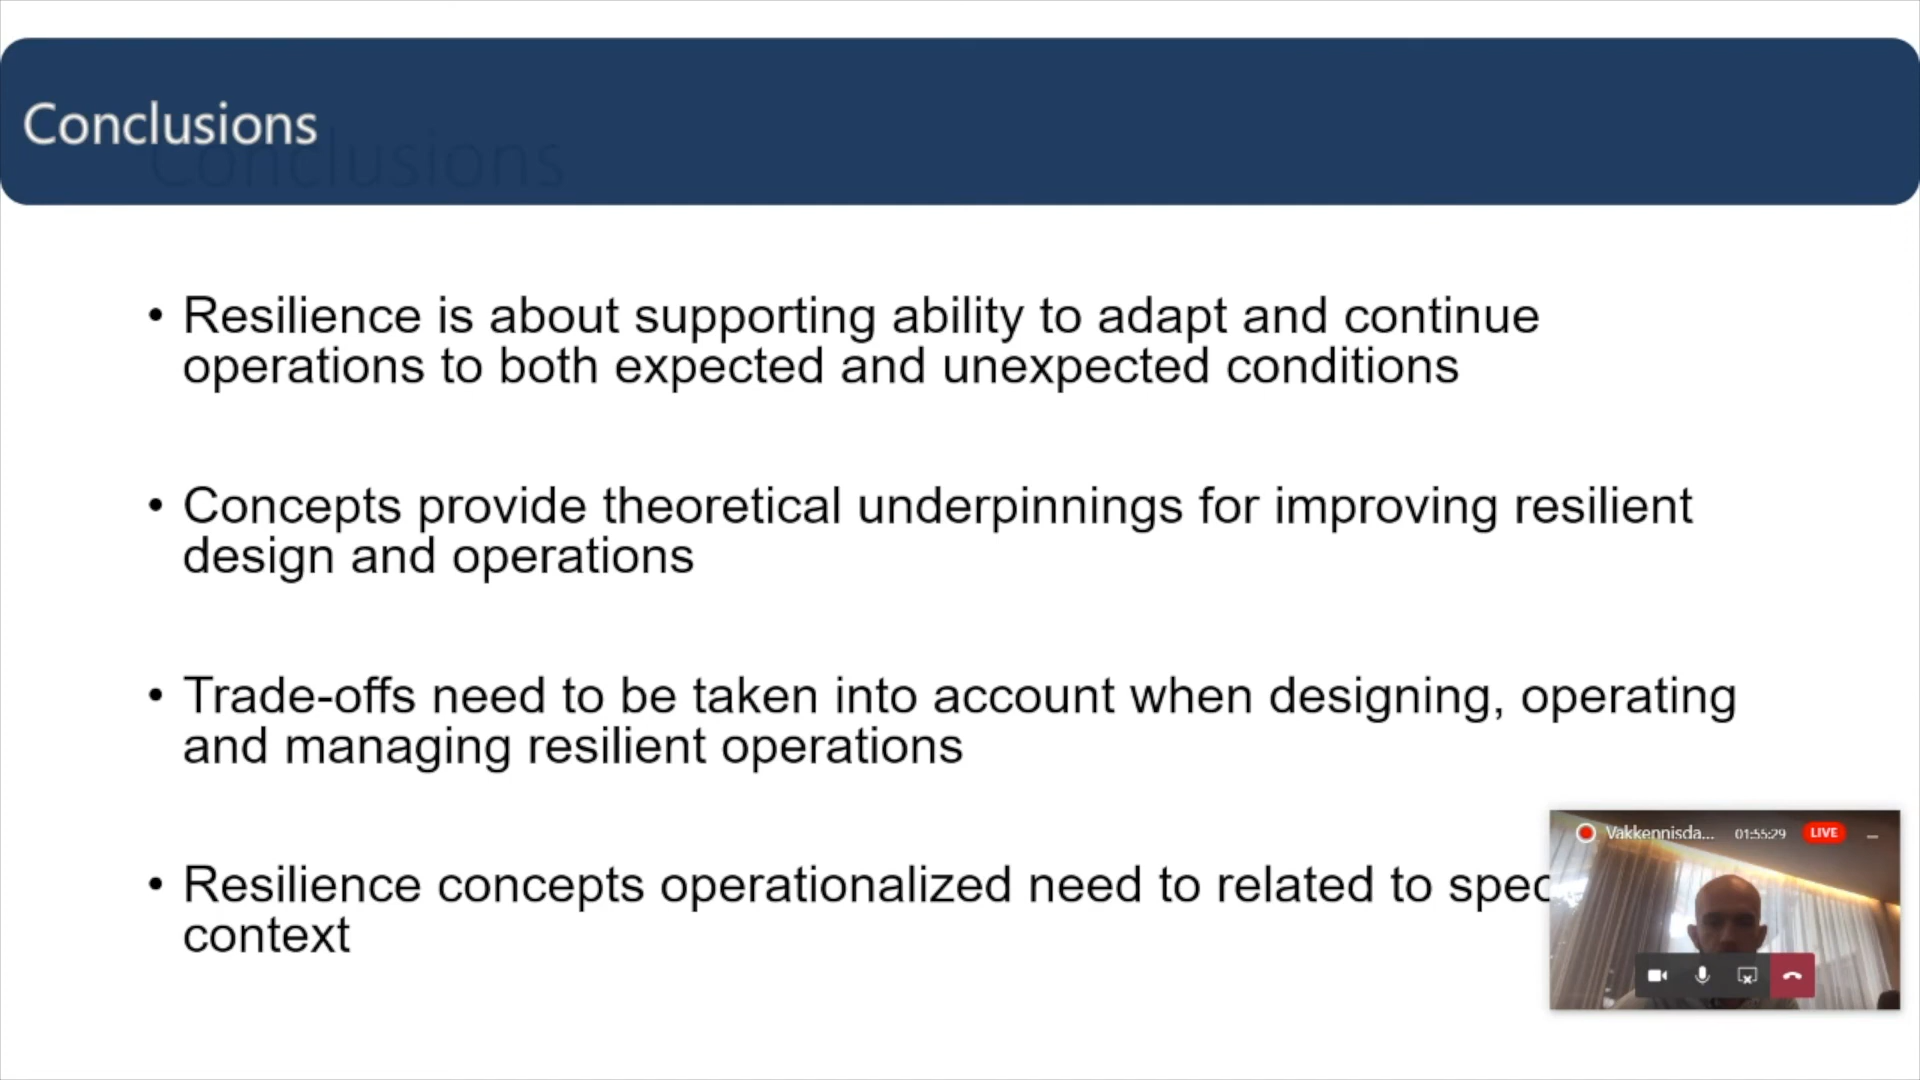 Conclusions
• Resilience is about supporting ability to adapt and continue
operations to both expected and unexpected conditions
• Concepts provide theoretical underpinnings for improving resilient
design and operations
• Trade-offs need to be taken into account when designing, operating
and managing resilient operations
• Resilience concepts operationalized need to related to
context
Vakkennisda... 01:55:29 LIVE